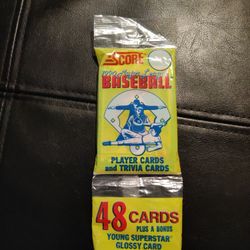 SCORE
BASEBALL
PLAYER CARDS
and TRIVIA CARDS
48 CARDS
PLUS A BONUS
YOUNG SUPERSTAR
GLOSSY CARD